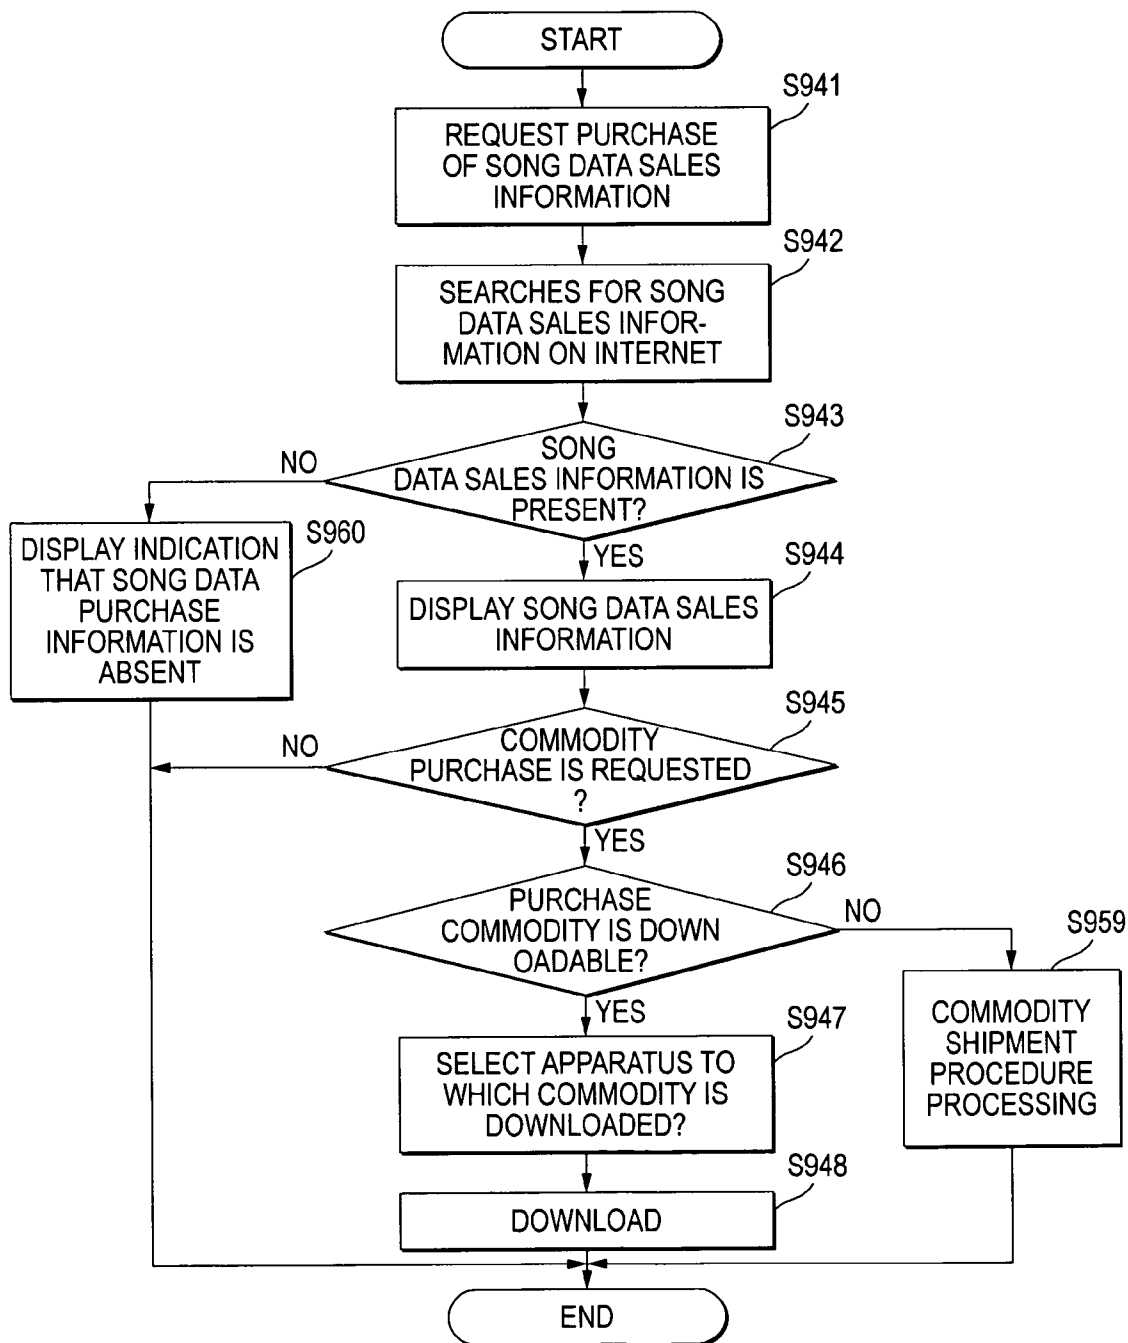 START
S941
REQUEST PURCHASE
OF SONG DATA SALES
INFORMATION
S942
SEARCHES FOR SONG
DATA SALES INFOR-
MATION ON INTERNET
S943
SONG
DATA SALES INFORMATION IS
PRESENT?
NO
YES
S960
DISPLAY INDICATION
THAT SONG DATA
PURCHASE
INFORMATION IS
ABSENT
S944
DISPLAY SONG DATA SALES
INFORMATION
S945
COMMODITY
PURCHASE IS REQUESTED
?
NO
YES
S946
PURCHASE
COMMODITY IS DOWN
OADABLE?
NO
YES
S959
COMMODITY
SHIPMENT
PROCEDURE
PROCESSING
S947
SELECT APPARATUS TO
WHICH COMMODITY IS
DOWNLOADED?
S948
DOWNLOAD
END